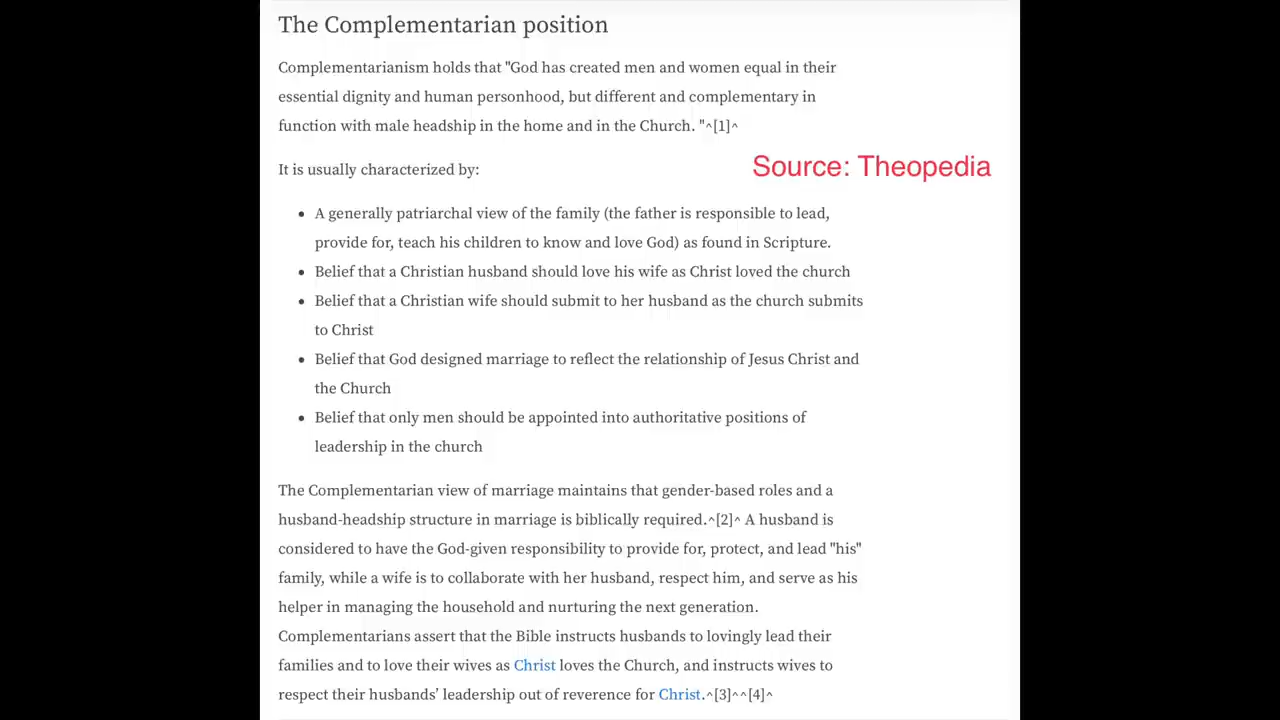 The Complementarian position
Complementarianism holds that "God has created men and women equal in their
essential dignity and human personhood, but different and complementary in
function with male headship in the home and in the Church. "^[1]^
It is usually characterized by:
Source: Theopedia
• A generally patriarchal view of the family (the father is responsible to lead,
provide for, teach his children to know and love God) as found in Scripture.
• Belief that a Christian husband should love his wife as Christ loved the church
• Belief that a Christian wife should submit to her husband as the church submits
to Christ
• Belief that God designed marriage to reflect the relationship of Jesus Christ and
the Church
• Belief that only men should be appointed into authoritative positions of
leadership in the church
The Complementarian view of marriage maintains that gender-based roles and a
husband-headship structure in marriage is biblically required.^[2]^ A husband is
considered to have the God-given responsibility to provide for, protect, and lead "his"
family, while a wife is to collaborate with her husband, respect him, and serve as his
helper in managing the household and nurturing the next generation.
Complementarians assert that the Bible instructs husbands to lovingly lead their
families and to love their wives as Christ loves the Church, and instructs wives to
respect their husbands’ leadership out of reverence for Christ.^[3]^^[4]^